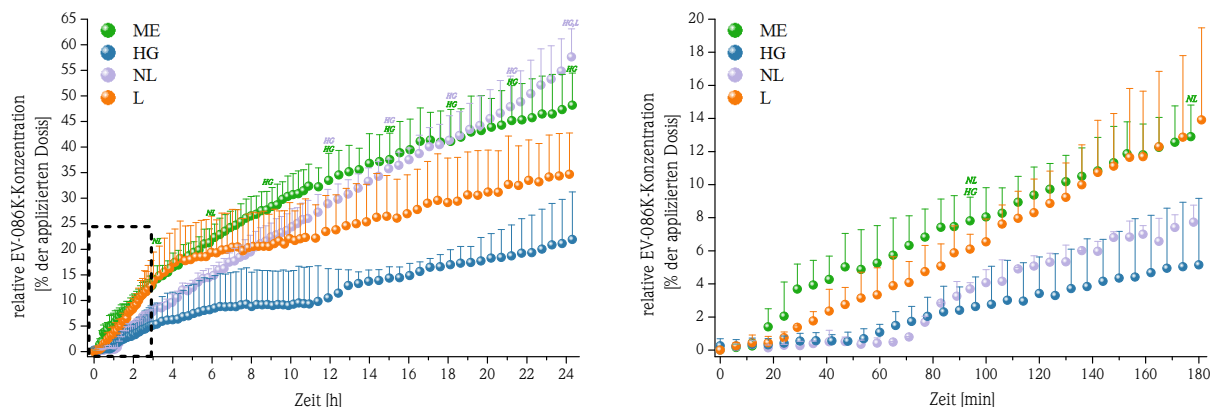 relative EV-086K-Konzentration
[% der applizierten Dosis]
65
60
55
50
45
40
35
30
25
20
15
10
5
0
ME
HG
NL
L
NL
NL
HG
HG
HG
HG
HG
HG
HG
HG
HG
HG
HG,L
HG
0 2 4 6 8 10 12 14 16 18 20 22 24
Zeit [h]
relative EV-086K-Konzentration
[% der applizierten Dosis]
20
18
16
14
12
10
8
6
4
2
0
ME
HG
NL
L
NL
HG
NL
0 20 40 60 80 100 120 140 160 180
Zeit [min]